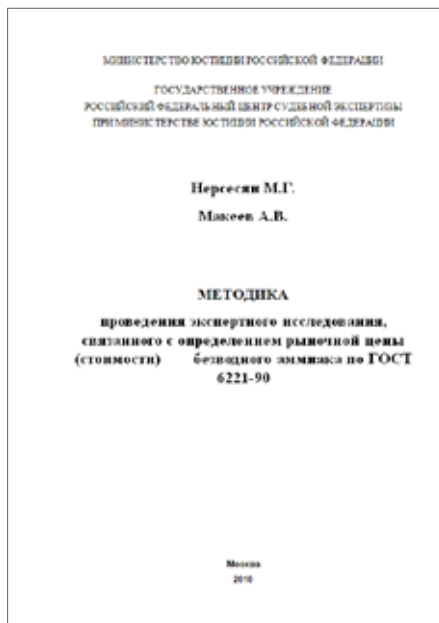 МИНИСТЕРСТВО ЮСТИЦИИ РОССИЙСКОЙ ФЕДЕРАЦИИ
ГОСУДАРСТВЕННОЕ УЧРЕЖДЕНИЕ
РОССИЙСКИЙ ФЕДЕРАЛЬНЫЙ ЦЕНТР СУДЕБНОЙ ЭКСПЕРТИЗЫ
ПРИ МИНИСТЕРСТВЕ ЮСТИЦИИ РОССИЙСКОЙ ФЕДЕРАЦИИ
Нерсесян М.Г.
Макеев А.В.
МЕТОДИКА
проведения экспертного исследования,
связанного с определением рыночной цены
(стоимости) безводного аммиака по ГОСТ
6221-90
Москва
2010